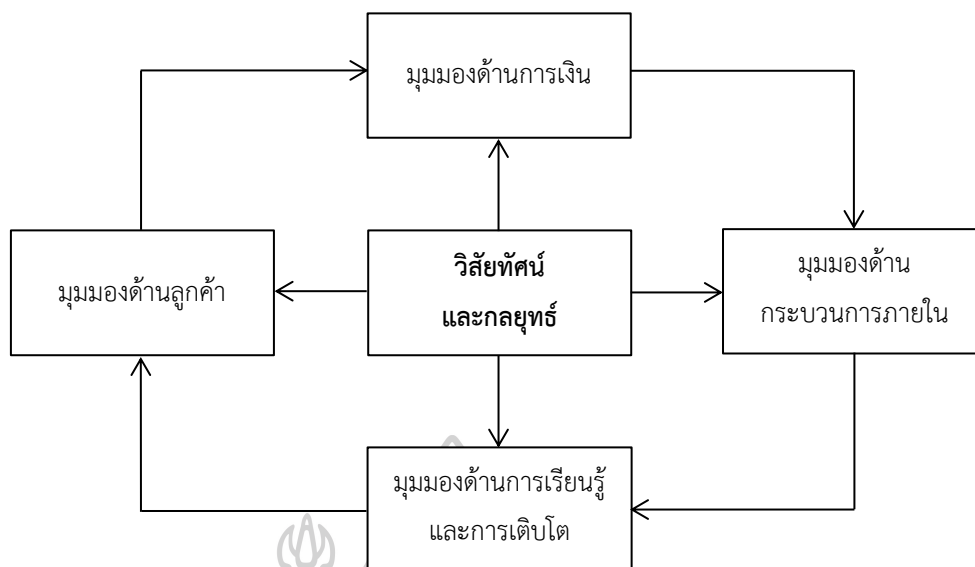 มุมมองด้านการเงิน
มุมมองด้านลูกค้า
วิสัยทัศน์
และกลยุทธ์
มุมมองด้าน
กระบวนการภายใน
มุมมองด้านการเรียนรู้
และการเติบโต